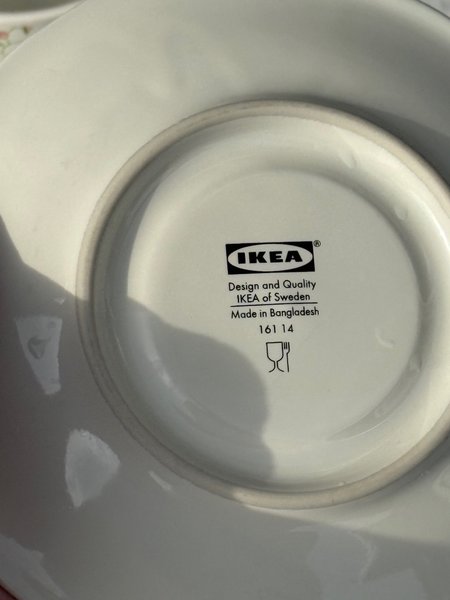 IKEA®
Design and Quality
IKEA of Sweden
Made in Bangladesh
161 14